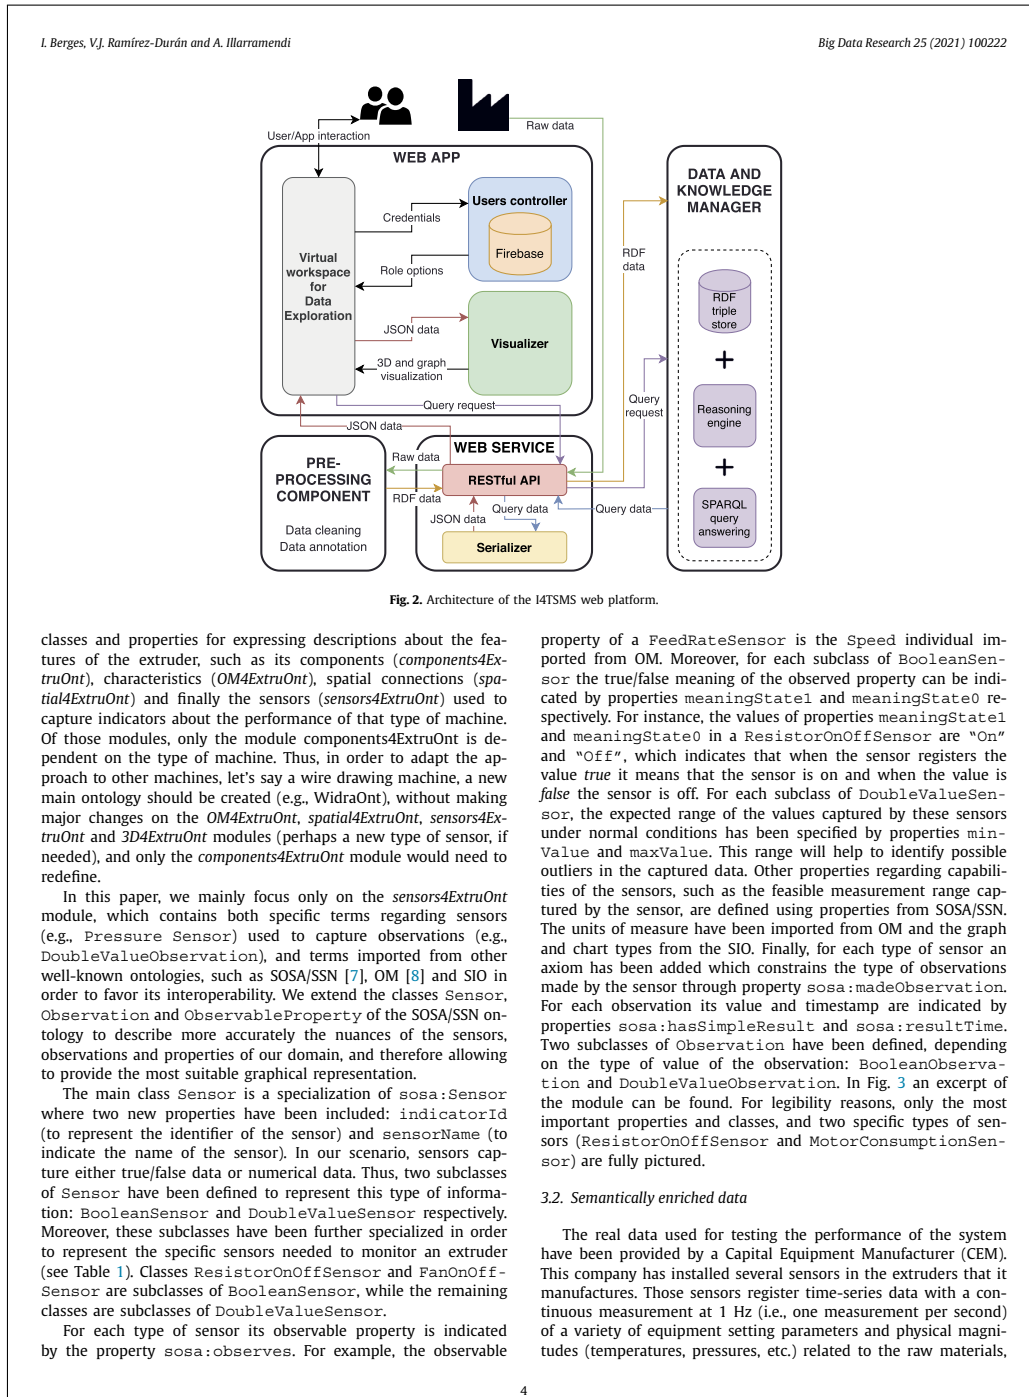 I. Berges, V.J. Ramírez-Durán and A. Illarramendi
Big Data Research 25 (2021) 100222
User/App interaction
Raw data
WEB APP
Virtual
workspace
for
Data
Exploration
Credentials
Users controller
Firebase
Role options
JSON data
Visualizer
3D and graph
visualization
Query request
JSON data
DATA AND
KNOWLEDGE
MANAGER
RDF
data
RDF
triple
store
+
Query
request
Reasoning
engine
+
SPARQL
query
answering
PRE-
PROCESSING
COMPONENT
Data cleaning
Data annotation
Raw data
RDF data
WEB SERVICE
RESTful API
JSON data
Query data
Query data
Serializer
Fig. 2. Architecture of the I4TSMS web platform.
classes and properties for expressing descriptions about the fea-
tures of the extruder, such as its components (components4Ex-
truOnt), characteristics (OM4ExtruOnt), spatial connections (spa-
tial4ExtruOnt) and finally the sensors (sensors4ExtruOnt) used to
capture indicators about the performance of that type of machine.
Of those modules, only the module components4ExtruOnt is de-
pendent on the type of machine. Thus, in order to adapt the ap-
proach to other machines, let's say a wire drawing machine, a new
main ontology should be created (e.g., WidraOnt), without making
major changes on the OM4ExtruOnt, spatial4ExtruOnt, sensors4Ex-
truOnt and 3D4ExtruOnt modules (perhaps a new type of sensor, if
needed), and only the components4ExtruOnt module would need to
redefine.
In this paper, we mainly focus only on the sensors4ExtruOnt
module, which contains both specific terms regarding sensors
(e.g., Pressure Sensor) used to capture observations (e.g.,
DoubleValueObservation), and terms imported from other
well-known ontologies, such as SOSA/SSN [7], OM [8] and SIO in
order to favor its interoperability. We extend the classes Sensor,
Observation and ObservableProperty of the SOSA/SSN on-
tology to describe more accurately the nuances of the sensors,
observations and properties of our domain, and therefore allowing
to provide the most suitable graphical representation.
The main class Sensor is a specialization of sosa:Sensor
where two new properties have been included: indicatorId
(to represent the identifier of the sensor) and sensorName (to
indicate the name of the sensor). In our scenario, sensors cap-
ture either true/false data or numerical data. Thus, two subclasses
of Sensor have been defined to represent this type of informa-
tion: BooleanSensor and DoubleValueSensor respectively.
Moreover, these subclasses have been further specialized in order
to represent the specific sensors needed to monitor an extruder
(see Table 1). Classes ResistorOnOffSensor and FanOnOff-
Sensor are subclasses of BooleanSensor, while the remaining
classes are subclasses of DoubleValueSensor.
For each type of sensor its observable property is indicated
by the property sosa:observes. For example, the observable
property of a FeedRateSensor is the Speed individual im-
ported from OM. Moreover, for each subclass of BooleanSen-
sor the true/false meaning of the observed property can be indi-
cated by properties meaningState1 and meaningState0 re-
spectively. For instance, the values of properties meaningState1
and meaningState0 in a ResistorOnOffSensor are "On"
and "Off", which indicates that when the sensor registers the
value true it means that the sensor is on and when the value is
false the sensor is off. For each subclass of DoubleValueSen-
sor, the expected range of the values captured by these sensors
under normal conditions has been specified by properties min-
Value and maxValue. This range will help to identify possible
outliers in the captured data. Other properties regarding capabili-
ties of the sensors, such as the feasible measurement range cap-
tured by the sensor, are defined using properties from SOSA/SSN.
The units of measure have been imported from OM and the graph
and chart types from the SIO. Finally, for each type of sensor an
axiom has been added which constrains the type of observations
made by the sensor through property sosa:madeObservation.
For each observation its value and timestamp are indicated by
properties sosa:hasSimpleResult and sosa:resultTime.
Two subclasses of Observation have been defined, depending
on the type of value of the observation: BooleanObserva-
tion and DoubleValueObservation. In Fig. 3 an excerpt of
the module can be found. For legibility reasons, only the most
important properties and classes, and two specific types of sen-
sors (ResistorOnOffSensor and MotorConsumptionSen-
sor) are fully pictured.
3.2. Semantically enriched data
The real data used for testing the performance of the system
have been provided by a Capital Equipment Manufacturer (CEM).
This company has installed several sensors in the extruders that it
manufactures. Those sensors register time-series data with a con-
tinuous measurement at 1 Hz (i.e., one measurement per second)
of a variety of equipment setting parameters and physical magni-
tudes (temperatures, pressures, etc.) related to the raw materials,
4